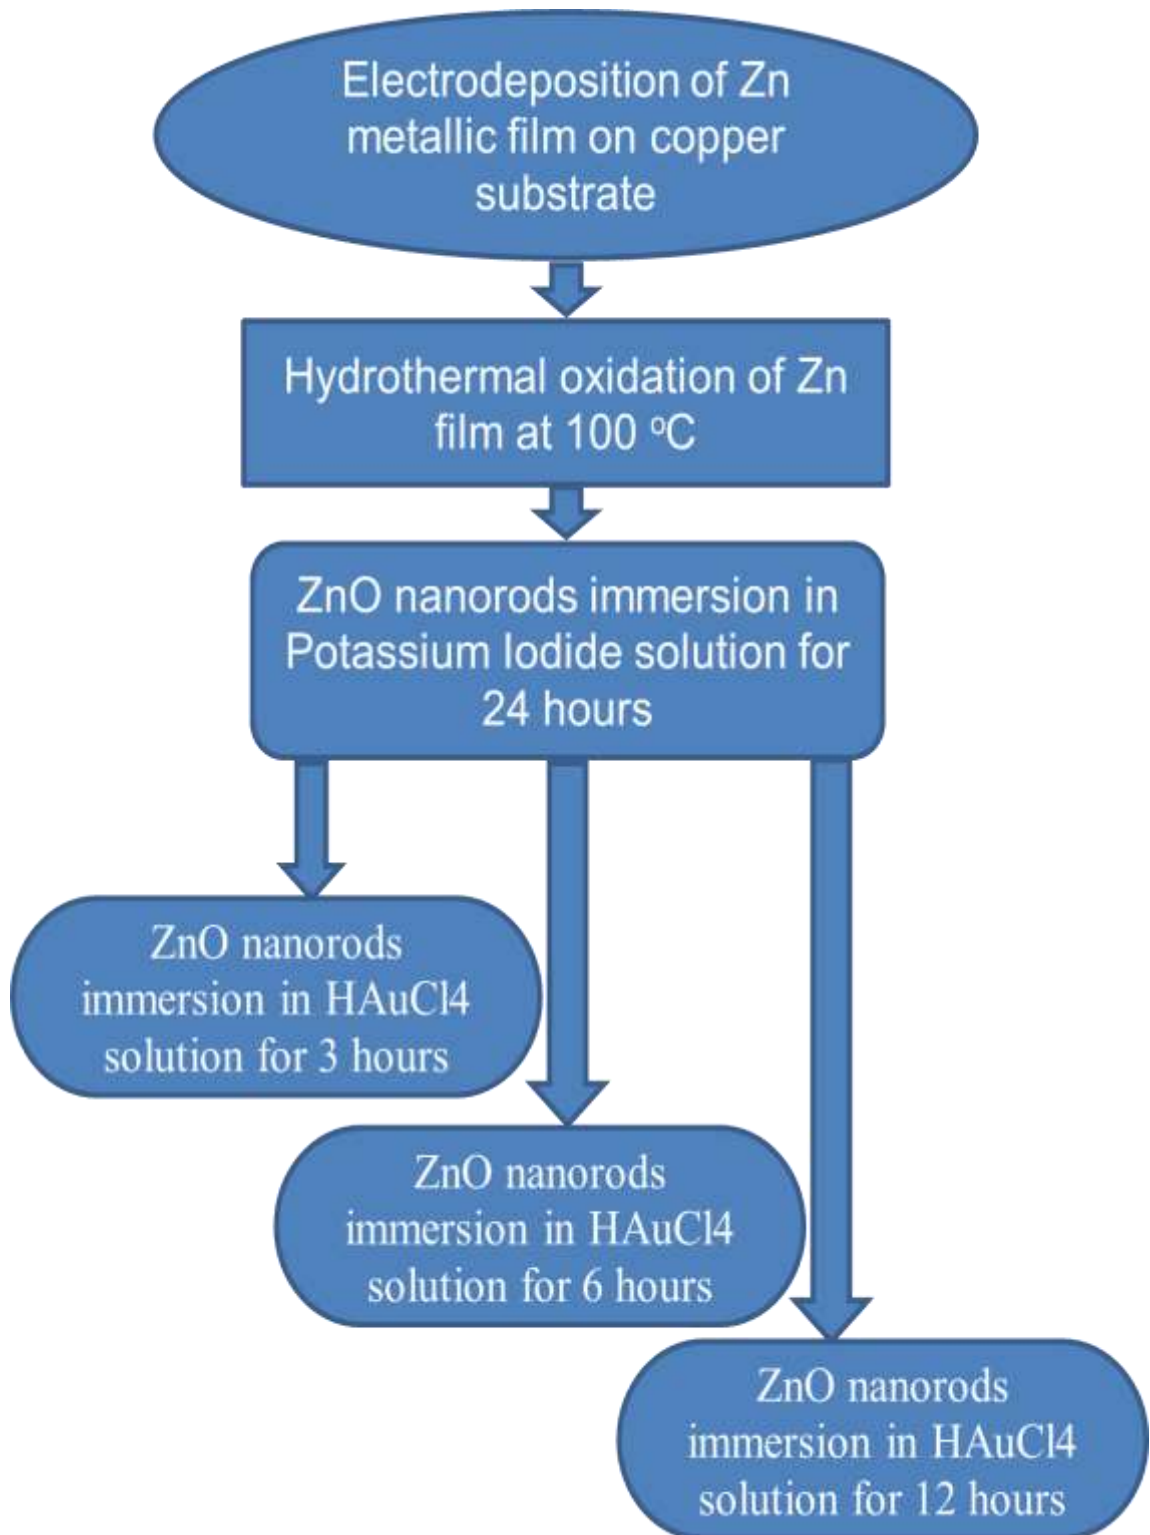 Electrodeposition of Zn
metallic film on copper
substrate
Hydrothermal oxidation of Zn
film at 100 ºC
ZnO nanorods immersion in
Potassium Iodide solution for
24 hours
ZnO nanorods
immersion in HAuCl4
solution for 3 hours
ZnO nanorods
immersion in HAuCl4
solution for 6 hours
ZnO nanorods
immersion in HAuCl4
solution for 12 hours